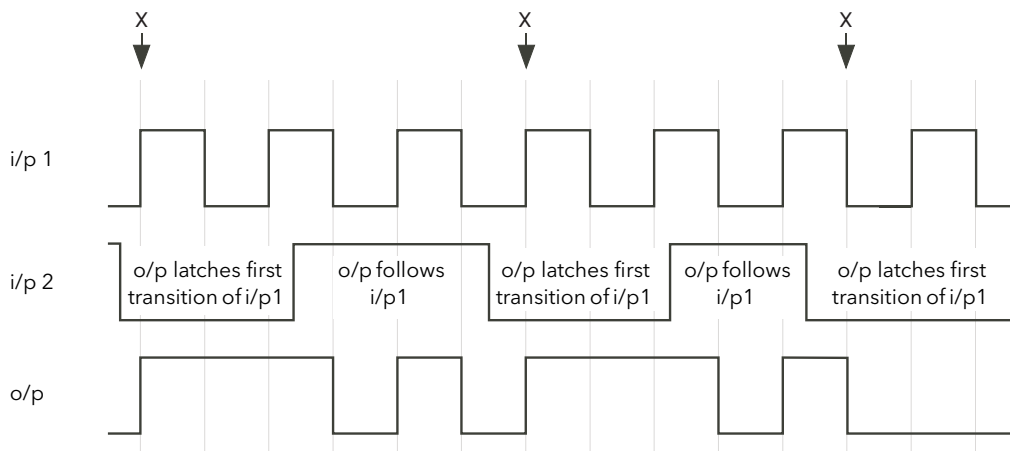 X X X
i/p 1
i/p 2
o/p latches first
transition of i/p1
o/p follows
i/p1
o/p latches first
transition of i/p1
o/p follows
i/p1
o/p latches first
transition of i/p1
o/p